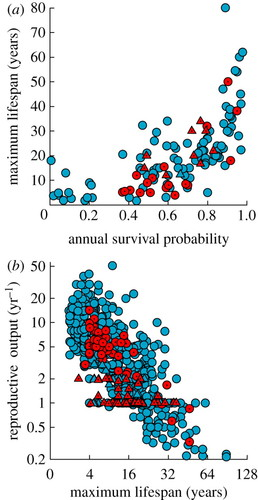 (a)
80
70
60
50
40
30
20
10
maximum lifespan (years)
0 0.2 0.4 0.6 0.8 1.0
annual survival probability
(b)
50
20
10
5
2
1
0.5
0.2
reproductive output (yr⁻¹)
0 4 16 32 64 128
maximum lifespan (years)